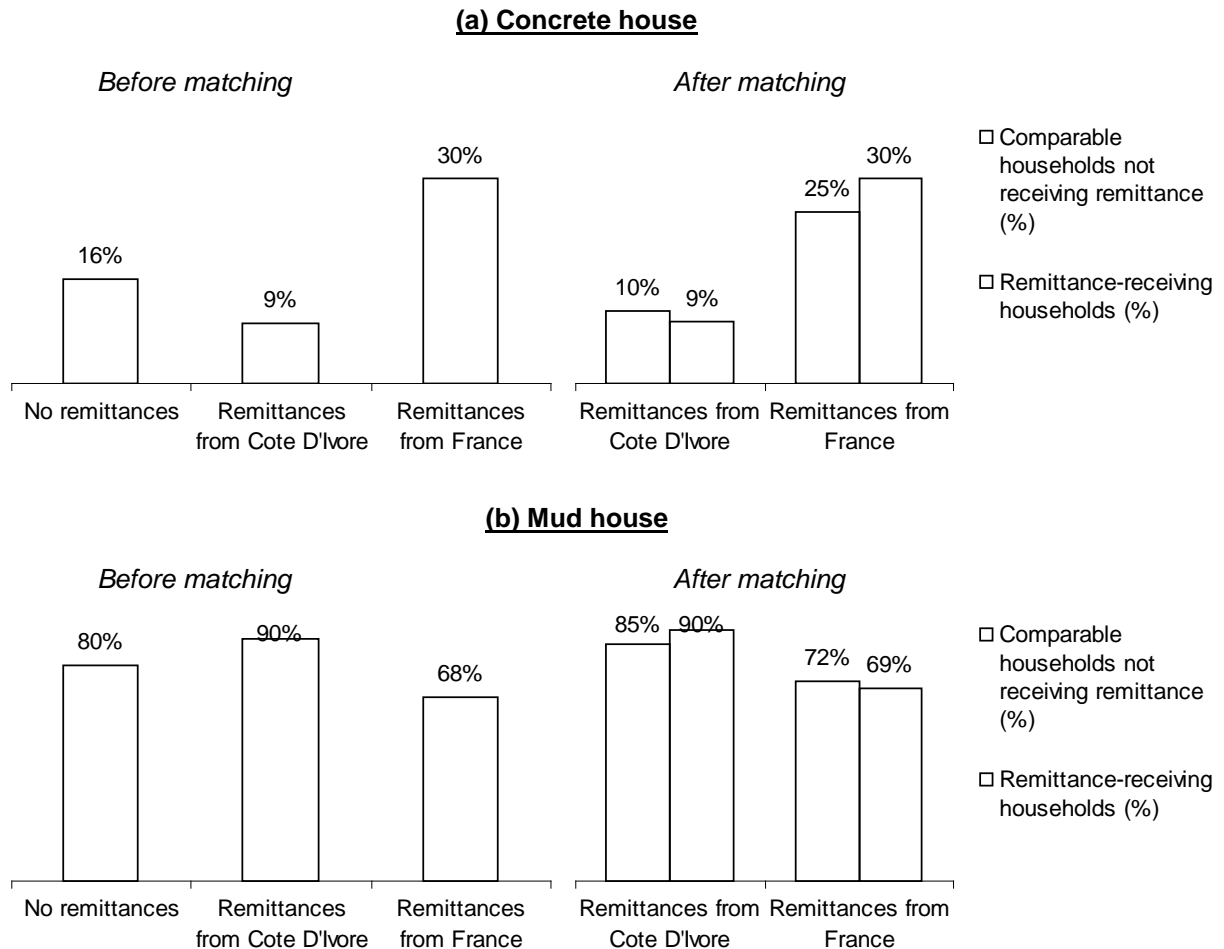 (a) Concrete house
Before matching
After matching
16%
9%
30%
10%
9%
25%
30%
No remittances
Remittances
from Cote D'Ivore
Remittances
from France
Remittances from
Cote D'Ivore
Remittances from
France
Comparable
households not
receiving remittance
(%)
Remittance-receiving
households (%)
(b) Mud house
Before matching
After matching
80%
90%
68%
85%
90%
72%
69%
No remittances
Remittances
from Cote D'Ivore
Remittances
from France
Remittances from
Cote D'Ivore
Remittances from
France
Comparable
households not
receiving remittance
(%)
Remittance-receiving
households (%)